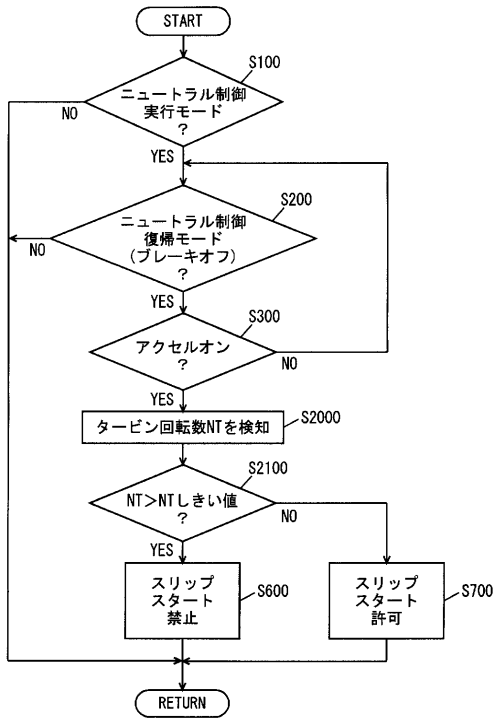 START
S100
ニュートラル制御
実行モード
?
NO
YES
S200
ニュートラル制御
復帰モード
(ブレーキオフ)
?
NO
YES
S300
アクセルオン
?
NO
YES
タービン回転数NTを検知
S2000
S2100
NT>NTしきい値
?
NO
YES
スリップ
スタート
禁止
S600
スリップ
スタート
許可
S700
RETURN